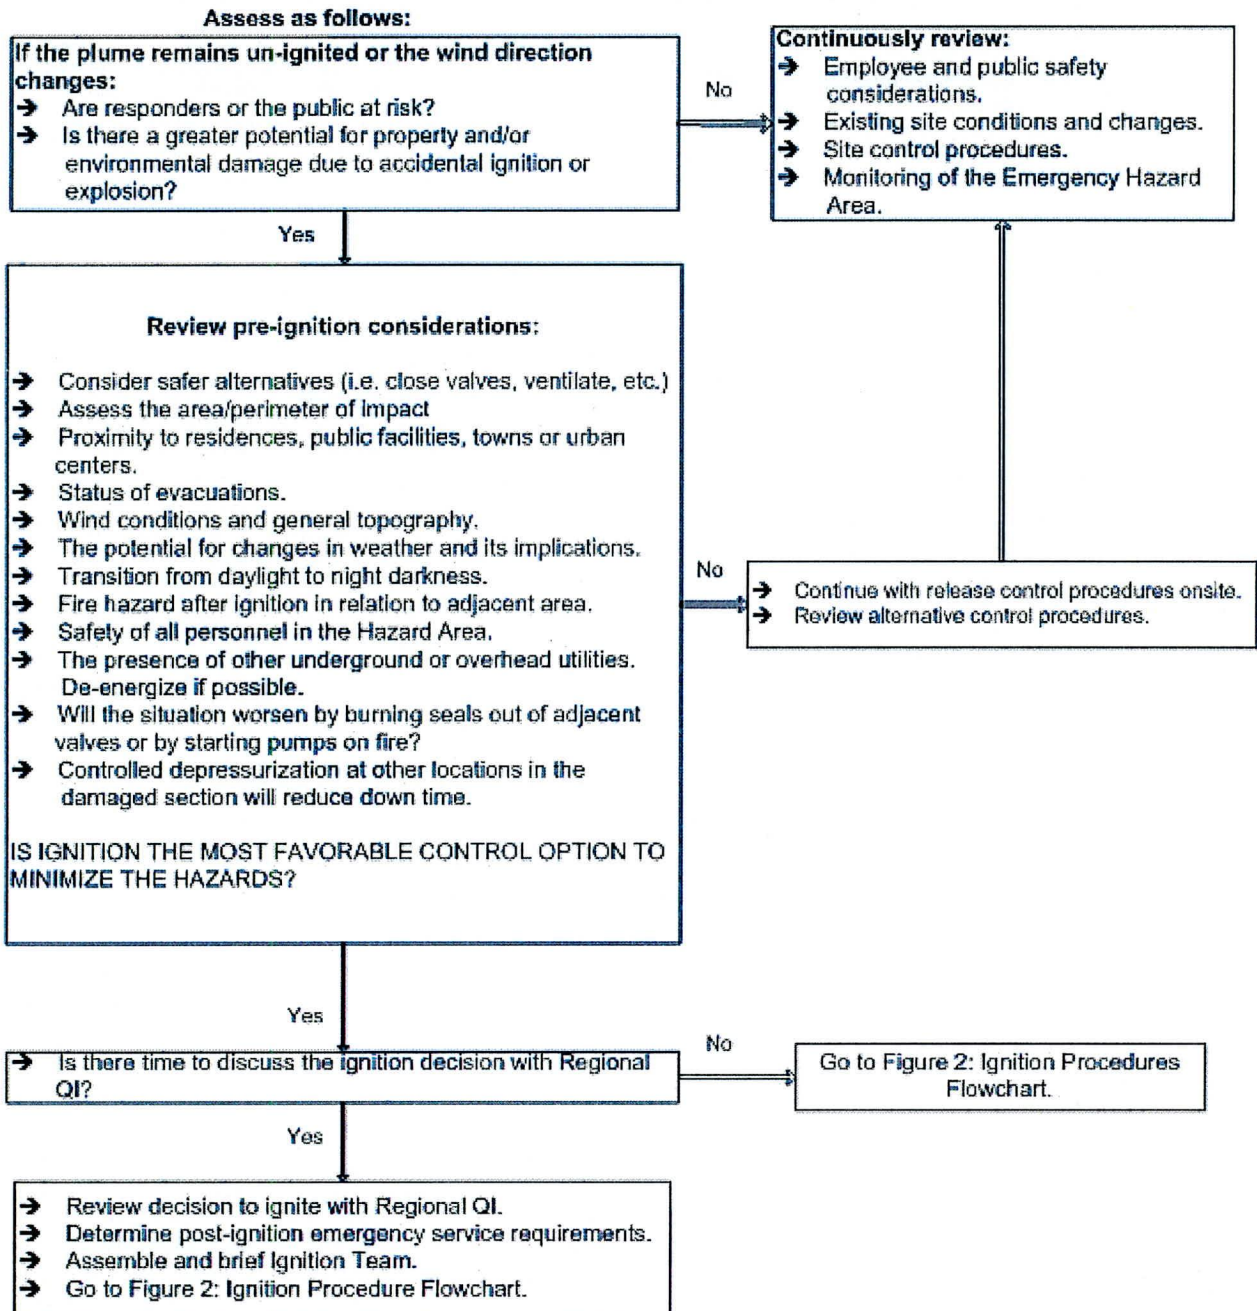 Assess as follows:
If the plume remains un-ignited or the wind direction
changes:
➔ Are responders or the public at risk?
➔ Is there a greater potential for property and/or
environmental damage due to accidental ignition or
explosion?
No
Continuously review:
➔ Employee and public safety
considerations.
➔ Existing site conditions and changes.
➔ Site control procedures.
➔ Monitoring of the Emergency Hazard
Area.
Yes
Review pre-ignition considerations:
➔ Consider safer alternatives (i.e. close valves, ventilate, etc.)
➔ Assess the area/perimeter of impact
➔ Proximity to residences, public facilities, towns or urban
centers.
➔ Status of evacuations.
➔ Wind conditions and general topography.
➔ The potential for changes in weather and its implications.
➔ Transition from daylight to night darkness.
➔ Fire hazard after ignition in relation to adjacent area.
➔ Safety of all personnel in the Hazard Area.
➔ The presence of other underground or overhead utilities.
De-energize if possible.
➔ Will the situation worsen by burning seals out of adjacent
valves or by starting pumps on fire?
➔ Controlled depressurization at other locations in the
damaged section will reduce down time.
IS IGNITION THE MOST FAVORABLE CONTROL OPTION TO
MINIMIZE THE HAZARDS?
No
➔ Continue with release control procedures onsite.
➔ Review alternative control procedures.
Yes
➔ Is there time to discuss the ignition decision with Regional
QI?
No
Go to Figure 2: Ignition Procedures
Flowchart.
Yes
➔ Review decision to ignite with Regional QI.
➔ Determine post-ignition emergency service requirements.
➔ Assemble and brief Ignition Team.
➔ Go to Figure 2: Ignition Procedure Flowchart.